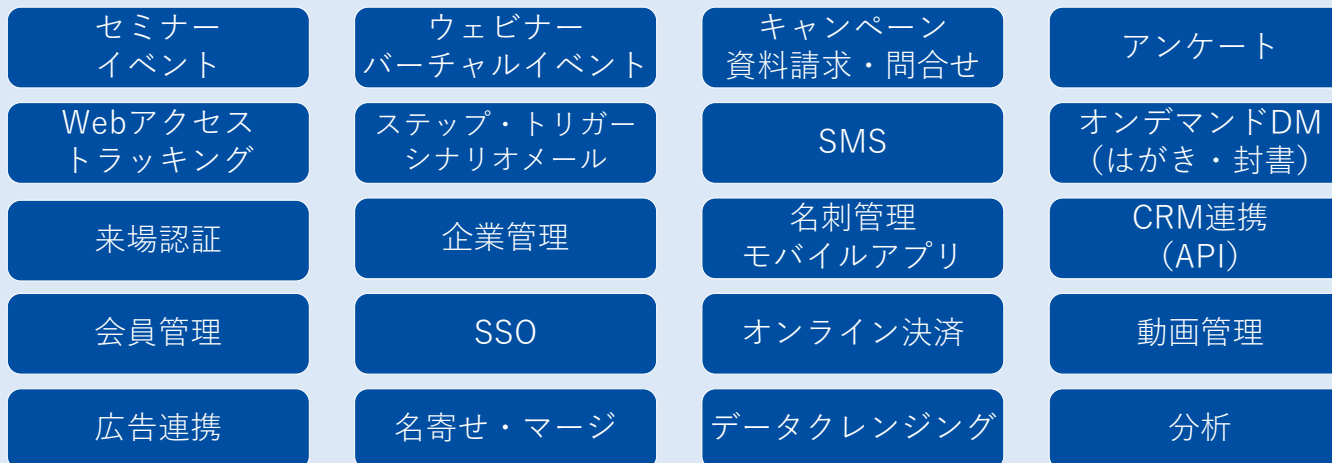 セミナー
イベント
ウェビナー
バーチャルイベント
キャンペーン
資料請求・問合せ
アンケート
Webアクセス
トラッキング
ステップ・トリガー
シナリオメール
SMS
オンデマンドDM
（はがき・封書）
来場認証
企業管理
名刺管理
モバイルアプリ
CRM連携
（API）
会員管理
SSO
オンライン決済
動画管理
広告連携
名寄せ・マージ
データクレンジング
分析